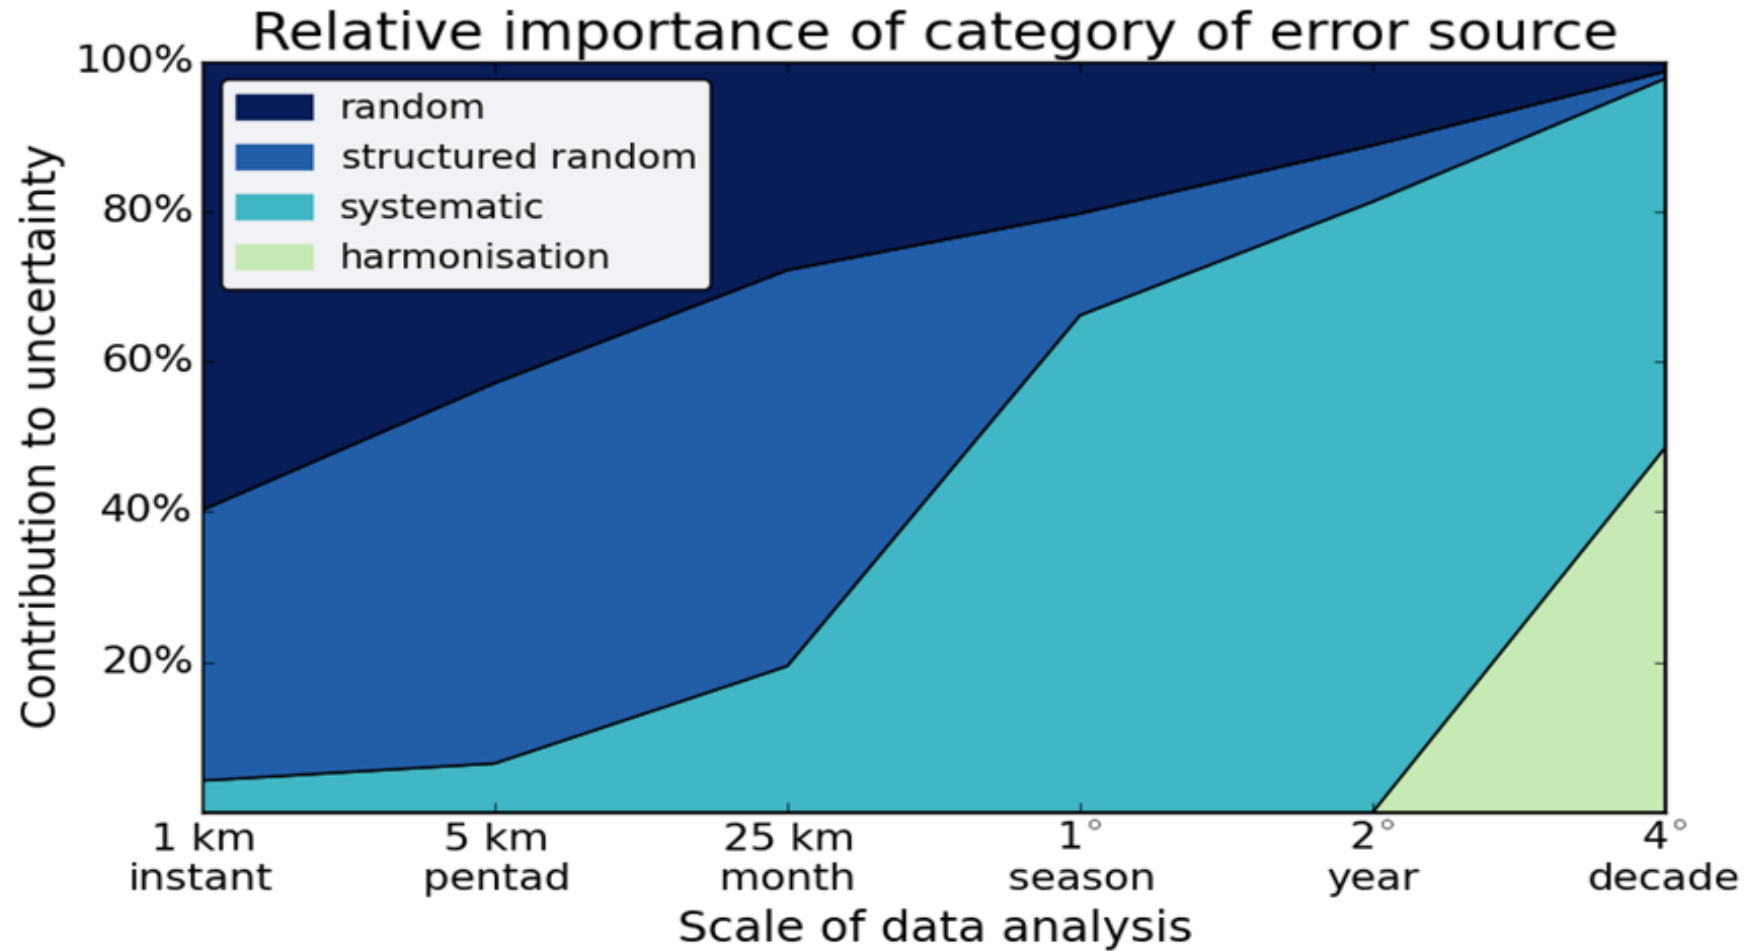 Relative importance of category of error source
100%
80%
60%
40%
20%
Contribution to uncertainty
random
structured random
systematic
harmonisation
1 km 5 km 25 km 1° 2° 4°
instant pentad month season year decade
Scale of data analysis